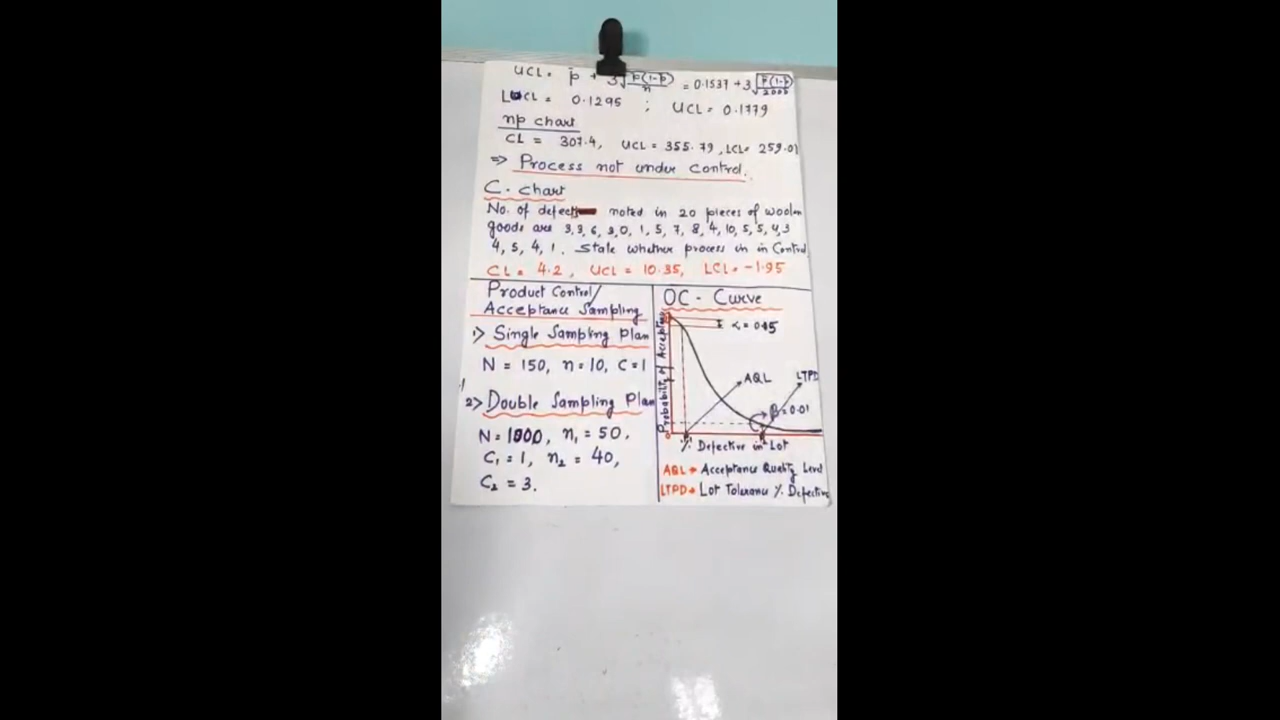 UCL = p̄ + 3√p̄(1-p̄)/n = 0.1537 + 3√p̄(1-p̄)/2000
LCL = 0.1295 ; UCL = 0.1779
np chart
CL = 307.4, UCL = 355.79, LCL = 259.01
=> Process not under Control.
C-chart
No. of defect noted in 20 pieces of woolen
goods are 3,3,6,3,0,1,5,7,8,4,10,5,5,4,3
4,5,4,1. State whether process in in Control
CL = 4.2, UCL = 10.35, LCL = -1.95
Product Control/
Acceptance Sampling
1> Single Sampling Plan
N = 150, n = 10, C = 1
2> Double Sampling Plan
N = 1000, n₁ = 50,
C₁ = 1, n₂ = 40,
C₂ = 3.
OC - Curve
Probability of Accepting
AQL
LTPD
β = 0.01
% Defective in Lot
AQL → Acceptance Quality Level
LTPD → Lot Tolerance % Defective